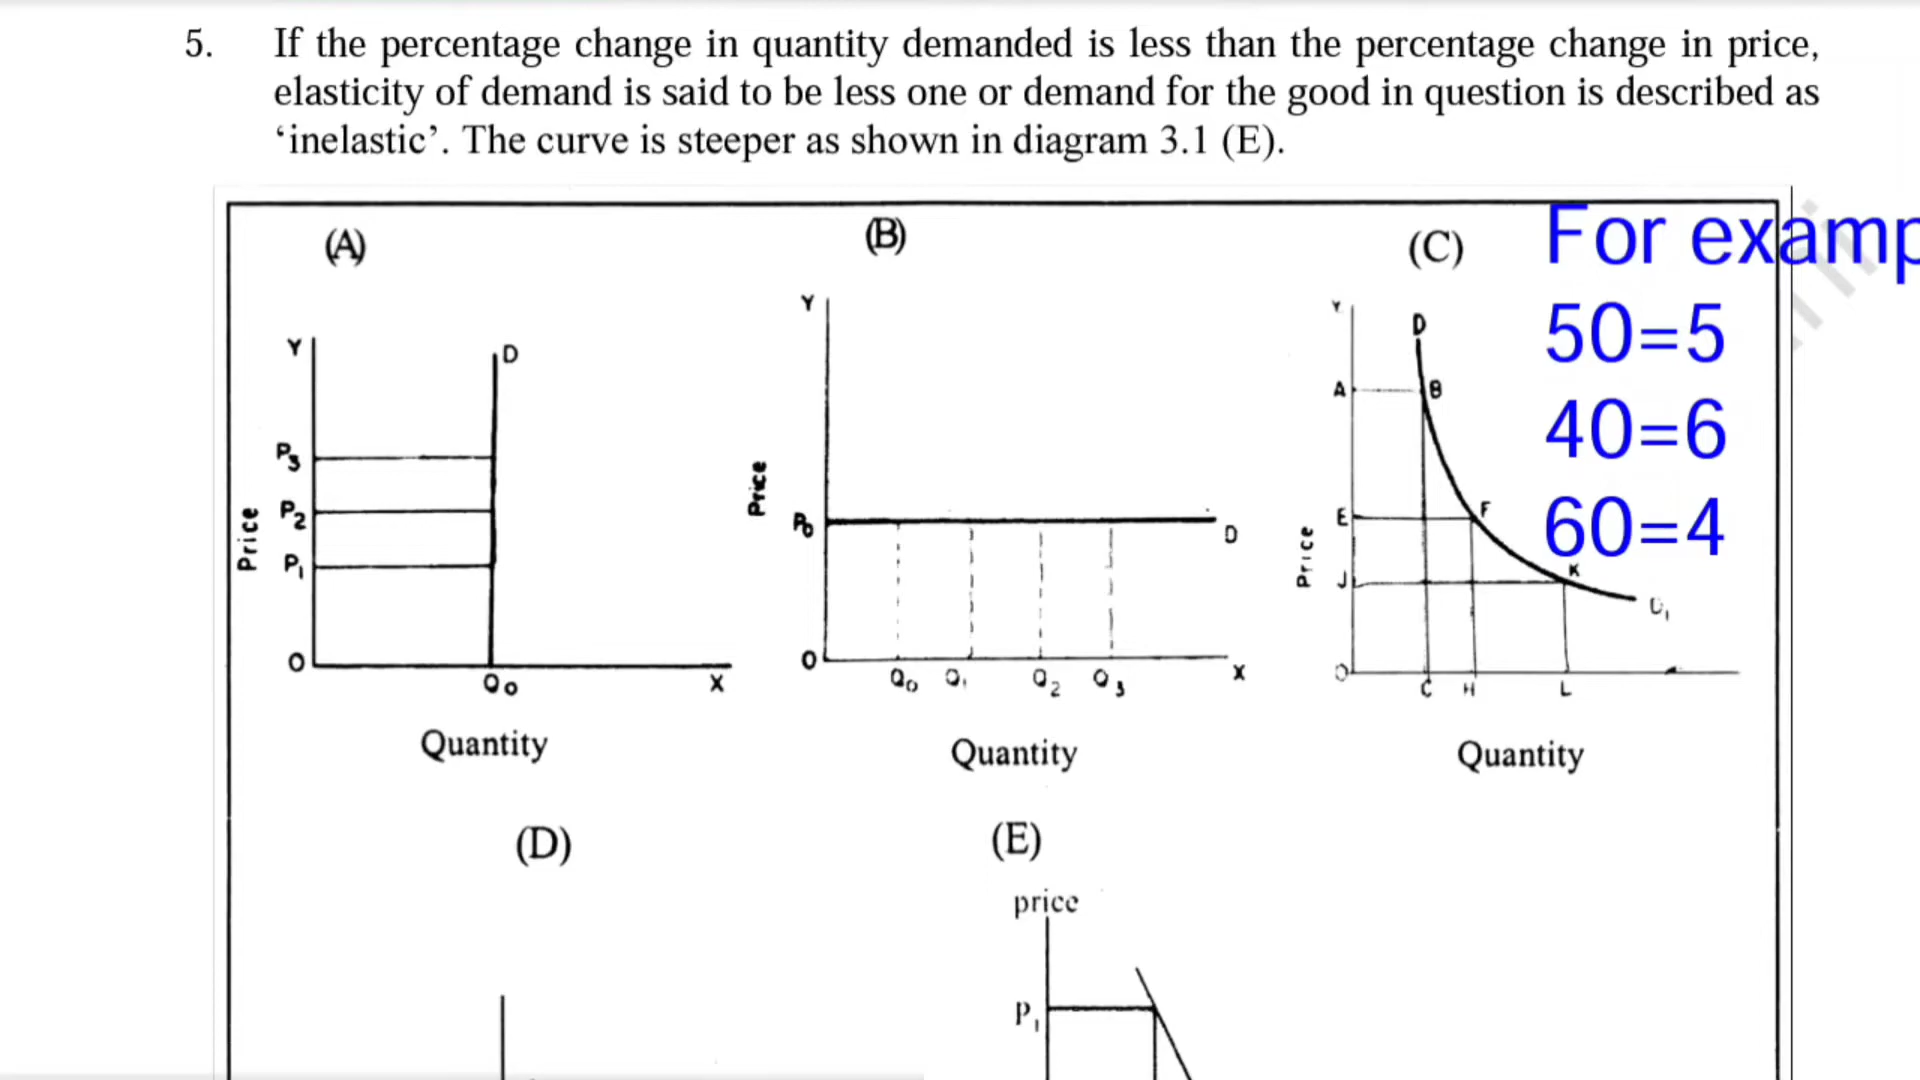 5. If the percentage change in quantity demanded is less than the percentage change in price,
elasticity of demand is said to be less one or demand for the good in question is described as
‘inelastic’. The curve is steeper as shown in diagram 3.1 (E).
(A)
Y
D
P3
P2
P1
Price
O
Q0
X
Quantity
(B)
Y
Price
P0
D
O
Q0 Q1 Q2 Q3
X
Quantity
(C)
For examp
50=5
40=6
60=4
Y
D
A
B
E
F
Price
J
K
D1
O
C H L
Quantity
(D)
(E)
price
P1